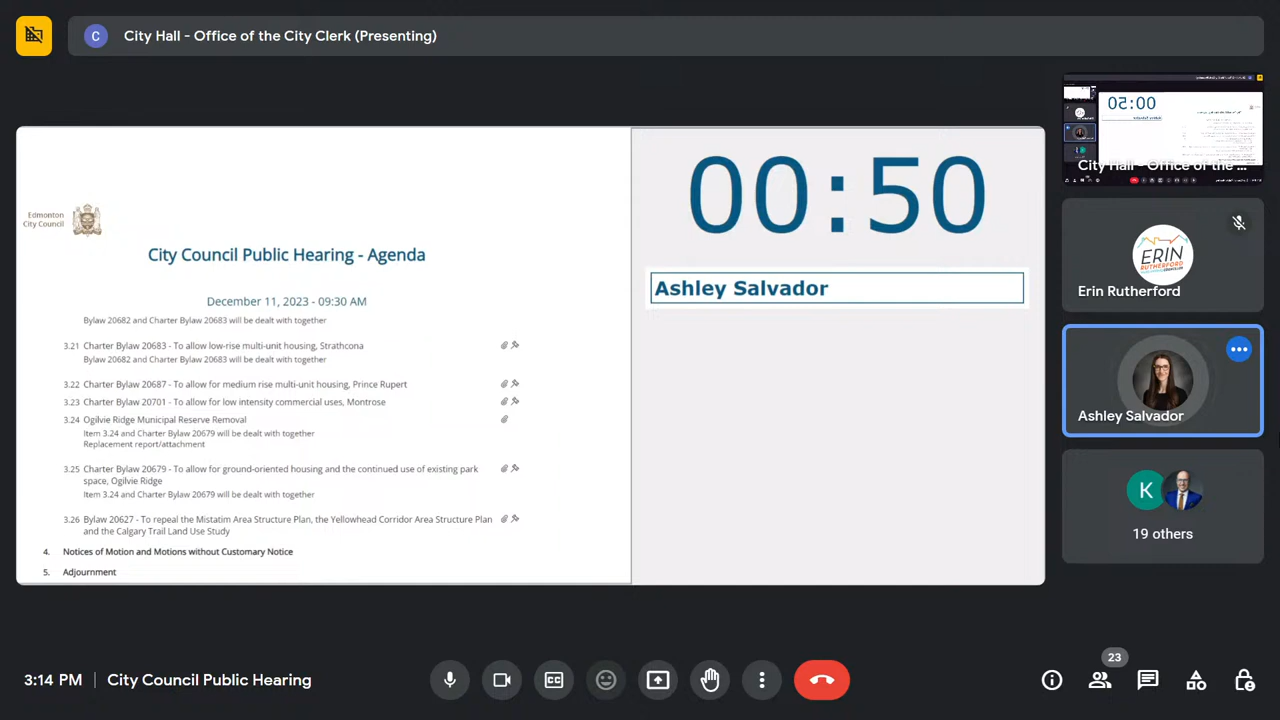 C City Hall - Office of the City Clerk (Presenting)
Edmonton
City Council
City Council Public Hearing - Agenda
December 11, 2023 - 09:30 AM
Bylaw 20682 and Charter Bylaw 20683 will be dealt with together
3.21 Charter Bylaw 20683 - To allow low-rise multi-unit housing, Strathcona
Bylaw 20682 and Charter Bylaw 20683 will be dealt with together
3.22 Charter Bylaw 20687 - To allow for medium rise multi-unit housing, Prince Rupert
3.23 Charter Bylaw 20701 - To allow for low intensity commercial uses, Montrose
3.24 Ogilvie Ridge Municipal Reserve Removal
Item 3.24 and Charter Bylaw 20679 will be dealt with together
Replacement report/attachment
3.25 Charter Bylaw 20679 - To allow for ground-oriented housing and the continued use of existing park
space, Ogilvie Ridge
Item 3.24 and Charter Bylaw 20679 will be dealt with together
3.26 Bylaw 20627 - To repeal the Mistatim Area Structure Plan, the Yellowhead Corridor Area Structure Plan
and the Calgary Trail Land Use Study
4. Notices of Motion and Motions without Customary Notice
5. Adjournment
00:50
Ashley Salvador
00:50
City Hall - Office of the ...
ERIN
RUTHERFORD
Erin Rutherford
Ashley Salvador
K
19 others
3:14 PM | City Council Public Hearing
CC
23